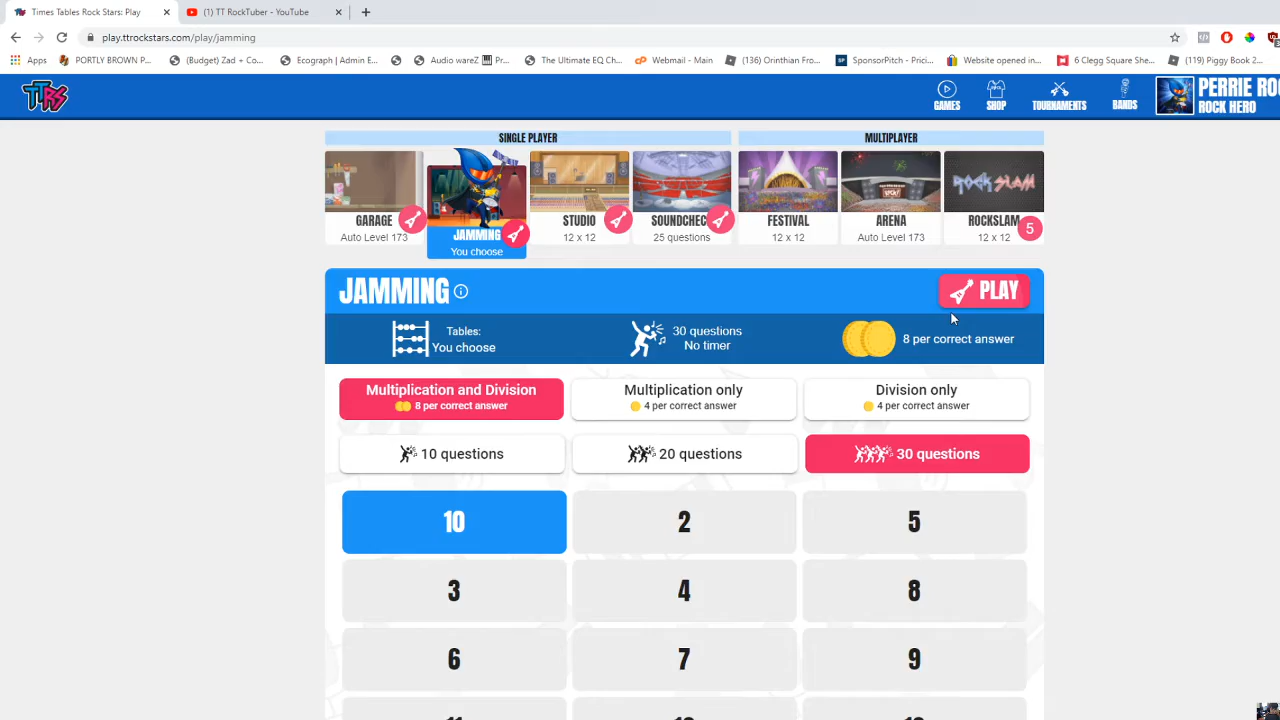 Times Tables Rock Stars: Play
(1) TT RockTuber - YouTube
play.ttrockstars.com/play/jamming
Apps PORTLY BROWN P... (Budget) Zad + Co... Ecograph | Admin E... Audio wareZ The Ultimate EQ Ch... Webmail - Main (136) Orinthian Fro... SponsorPitch - Prici... Website opened in... 6 Clegg Square She... (119) Piggy Book 2...
TTRS
GAMES SHOP TOURNAMENTS BANDS
PERRIE RO
ROCK HERO
SINGLE PLAYER MULTIPLAYER
ROCK SLAM
GARAGE JAMMING STUDIO SOUNDCHEC FESTIVAL ARENA ROCKSLAM
Auto Level 173 You choose 12 x 12 25 questions 12 x 12 Auto Level 173 12 x 12 5
JAMMING PLAY
Tables:
You choose
30 questions
No timer
8 per correct answer
Multiplication and Division
8 per correct answer
Multiplication only
4 per correct answer
Division only
4 per correct answer
10 questions 20 questions 30 questions
10 2 5
3 4 8
6 7 9